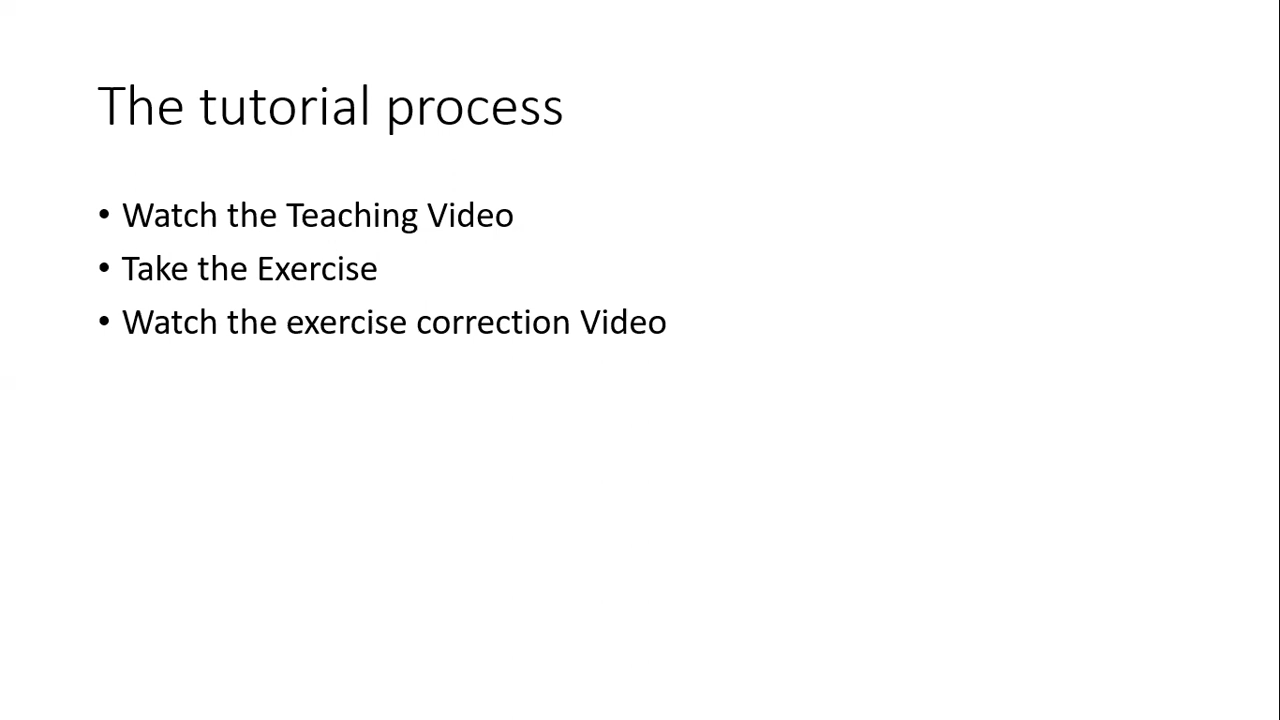 The tutorial process
• Watch the Teaching Video
• Take the Exercise
• Watch the exercise correction Video